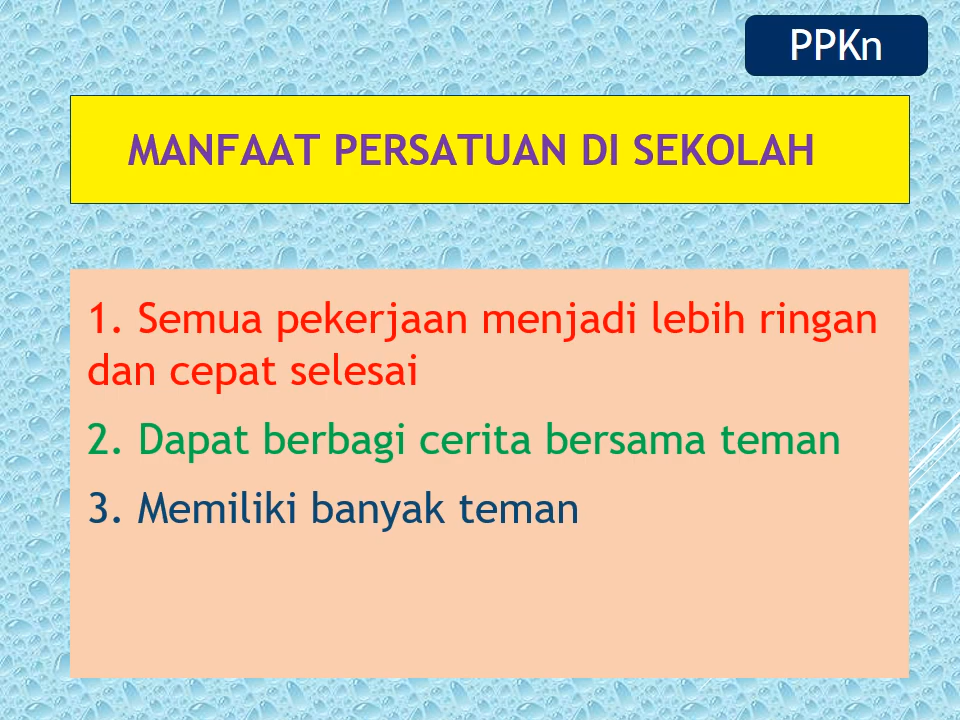 PPKn
MANFAAT PERSATUAN DI SEKOLAH
1. Semua pekerjaan menjadi lebih ringan
dan cepat selesai
2. Dapat berbagi cerita bersama teman
3. Memiliki banyak teman